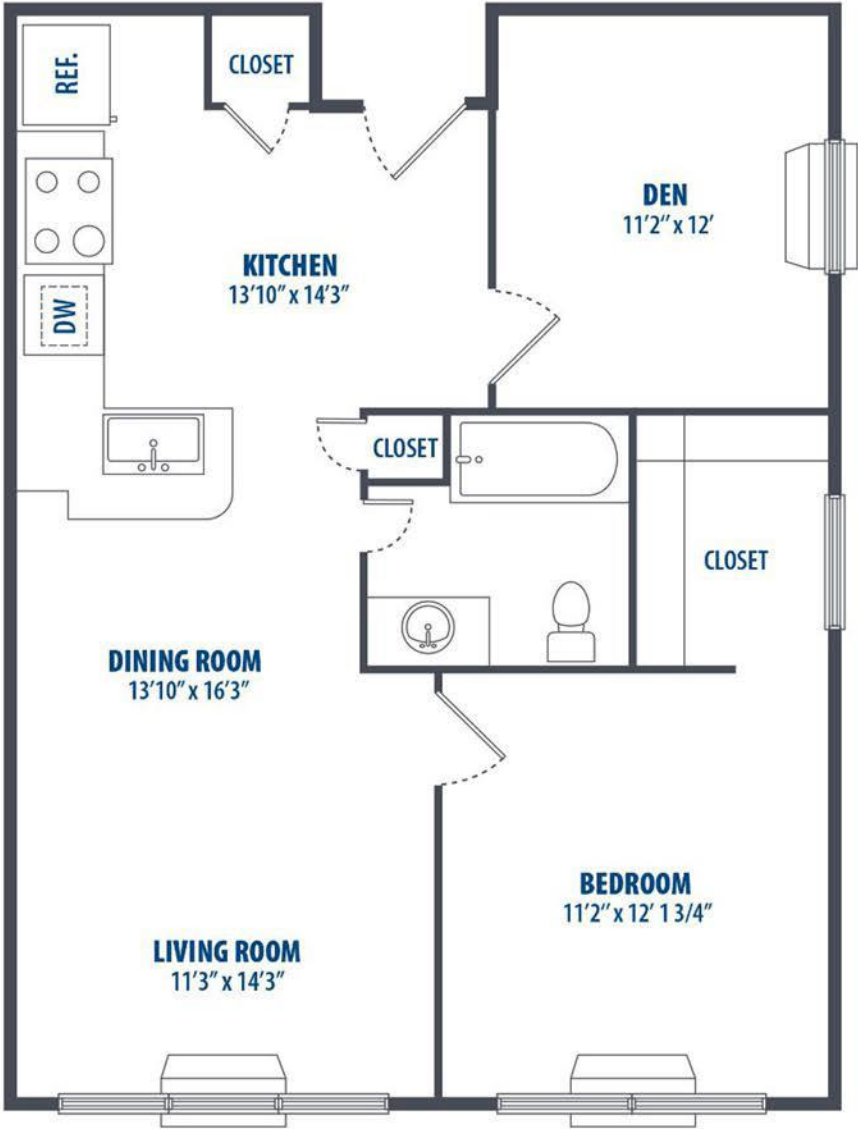 REF.
CLOSET
DEN
11'2" x 12'
KITCHEN
13'10" x 14'3"
DW
CLOSET
CLOSET
DINING ROOM
13'10" x 16'3"
BEDROOM
11'2" x 12' 1 3/4"
LIVING ROOM
11'3" x 14'3"